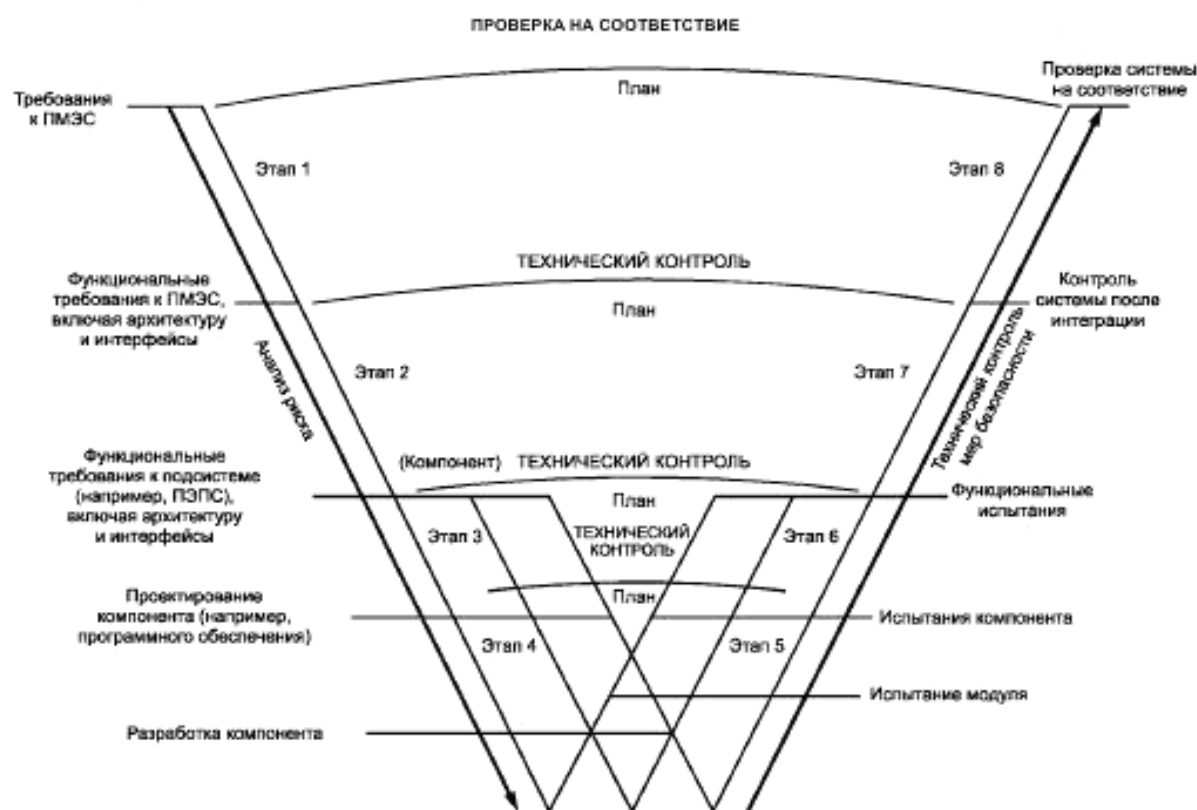 ПРОВЕРКА НА СООТВЕТСТВИЕ
Проверка системы
на соответствие
План
Требования
к ПМЭС
Этап 1
Этап 8
ТЕХНИЧЕСКИЙ КОНТРОЛЬ
План
Функциональные
требования к ПМЭС,
включая архитектуру
и интерфейсы
Контроль
системы после
интеграции
Анализ риска
Этап 2
Этап 7
Технический контроль
мер безопасности
Функциональные
требования к подсистеме
(например, ПЭПС),
включая архитектуру
и интерфейсы
(Компонент)
ТЕХНИЧЕСКИЙ КОНТРОЛЬ
План
Функциональные
испытания
Этап 3
ТЕХНИЧЕСКИЙ
КОНТРОЛЬ
Этап 6
План
Проектирование
компонента (например,
программного обеспечения)
Испытания компонента
Этап 4
Этап 5
Испытание модуля
Разработка компонента